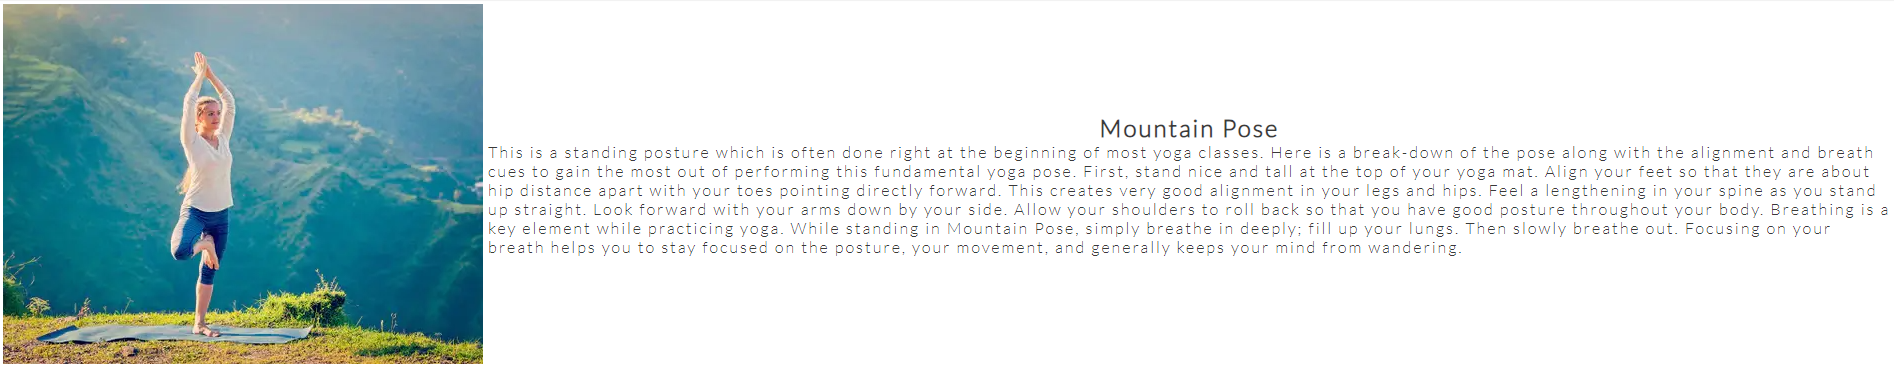 Mountain Pose
This is a standing posture which is often done right at the beginning of most yoga classes. Here is a break-down of the pose along with the alignment and breath
cues to gain the most out of performing this fundamental yoga pose. First, stand nice and tall at the top of your yoga mat. Align your feet so that they are about
hip distance apart with your toes pointing directly forward. This creates very good alignment in your legs and hips. Feel a lengthening in your spine as you stand
up straight. Look forward with your arms down by your side. Allow your shoulders to roll back so that you have good posture throughout your body. Breathing is a
key element while practicing yoga. While standing in Mountain Pose, simply breathe in deeply; fill up your lungs. Then slowly breathe out. Focusing on your
breath helps you to stay focused on the posture, your movement, and generally keeps your mind from wandering.